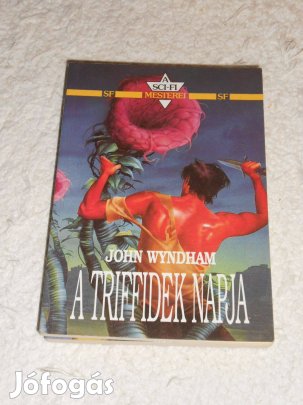 A
SCI-FI
SF MESTEREI SF
JOHN WYNDHAM
A TRIFFIDEK NAPJA
Jófogás